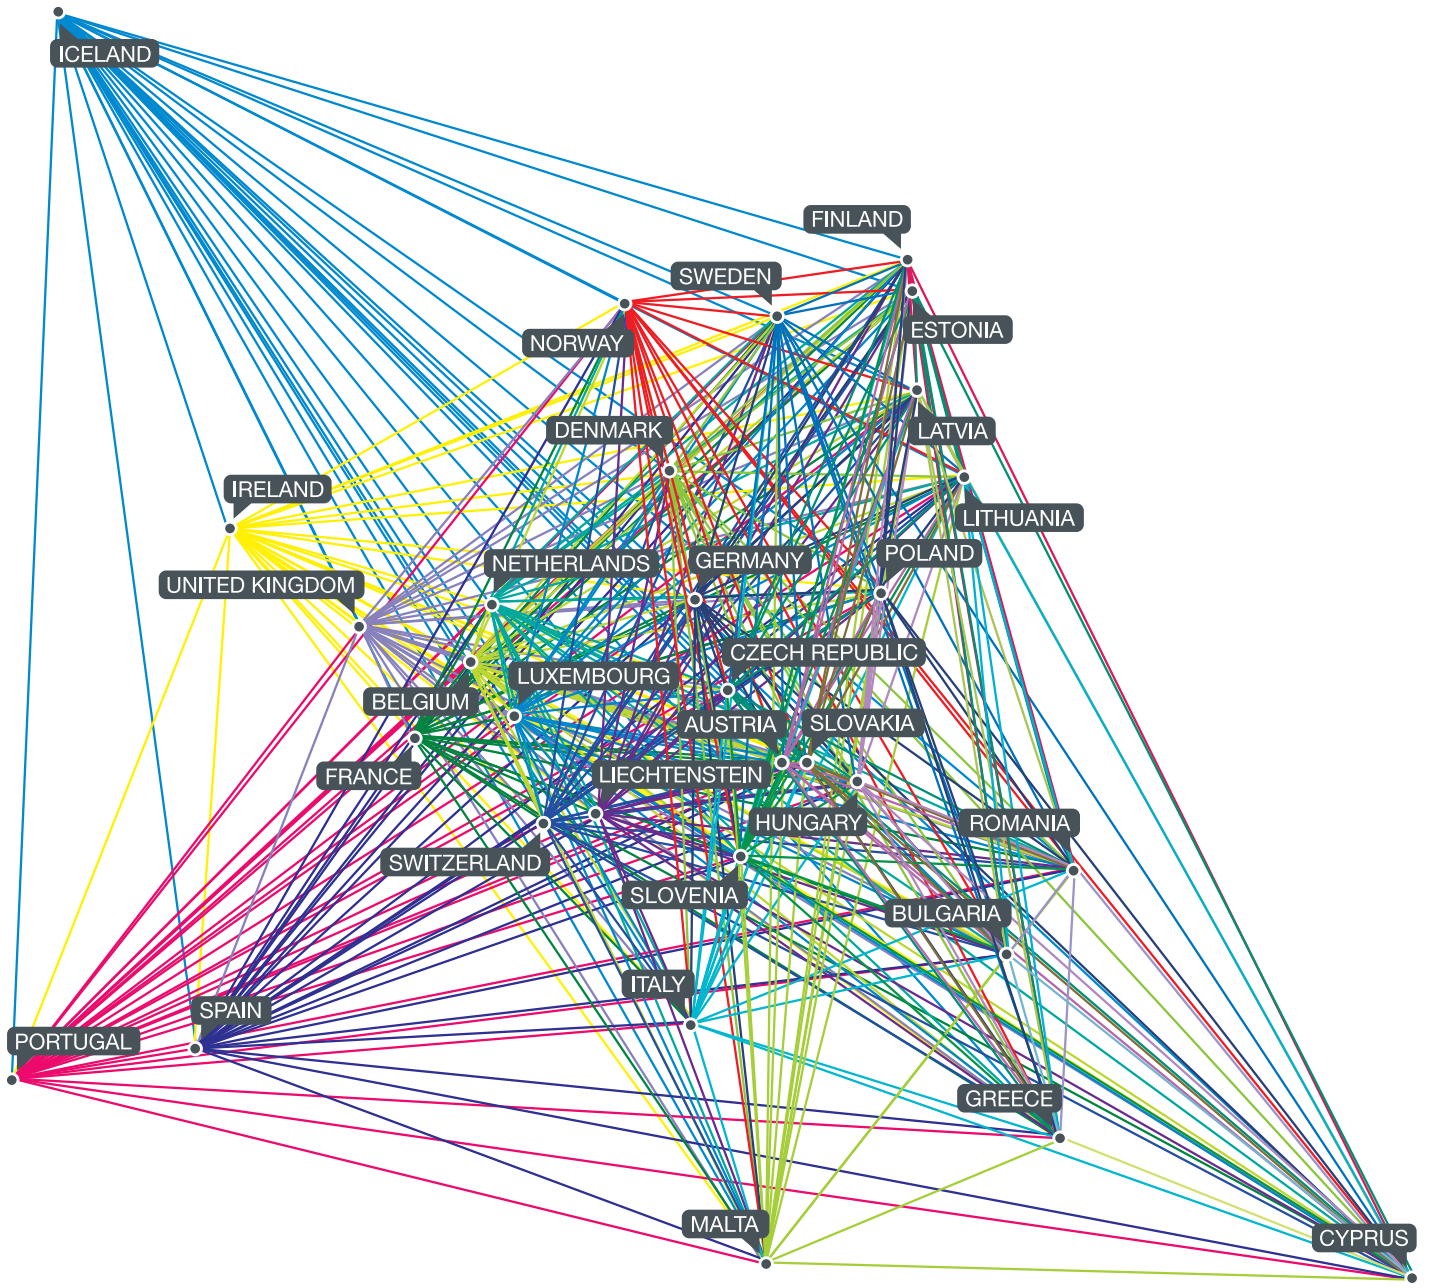 ICELAND
FINLAND
SWEDEN
ESTONIA
NORWAY
DENMARK
LATVIA
IRELAND
LITHUANIA
POLAND
NETHERLANDS
GERMANY
UNITED KINGDOM
CZECH REPUBLIC
LUXEMBOURG
BELGIUM
AUSTRIA
SLOVAKIA
FRANCE
LIECHTENSTEIN
HUNGARY
ROMANIA
SWITZERLAND
SLOVENIA
BULGARIA
ITALY
SPAIN
PORTUGAL
GREECE
MALTA
CYPRUS